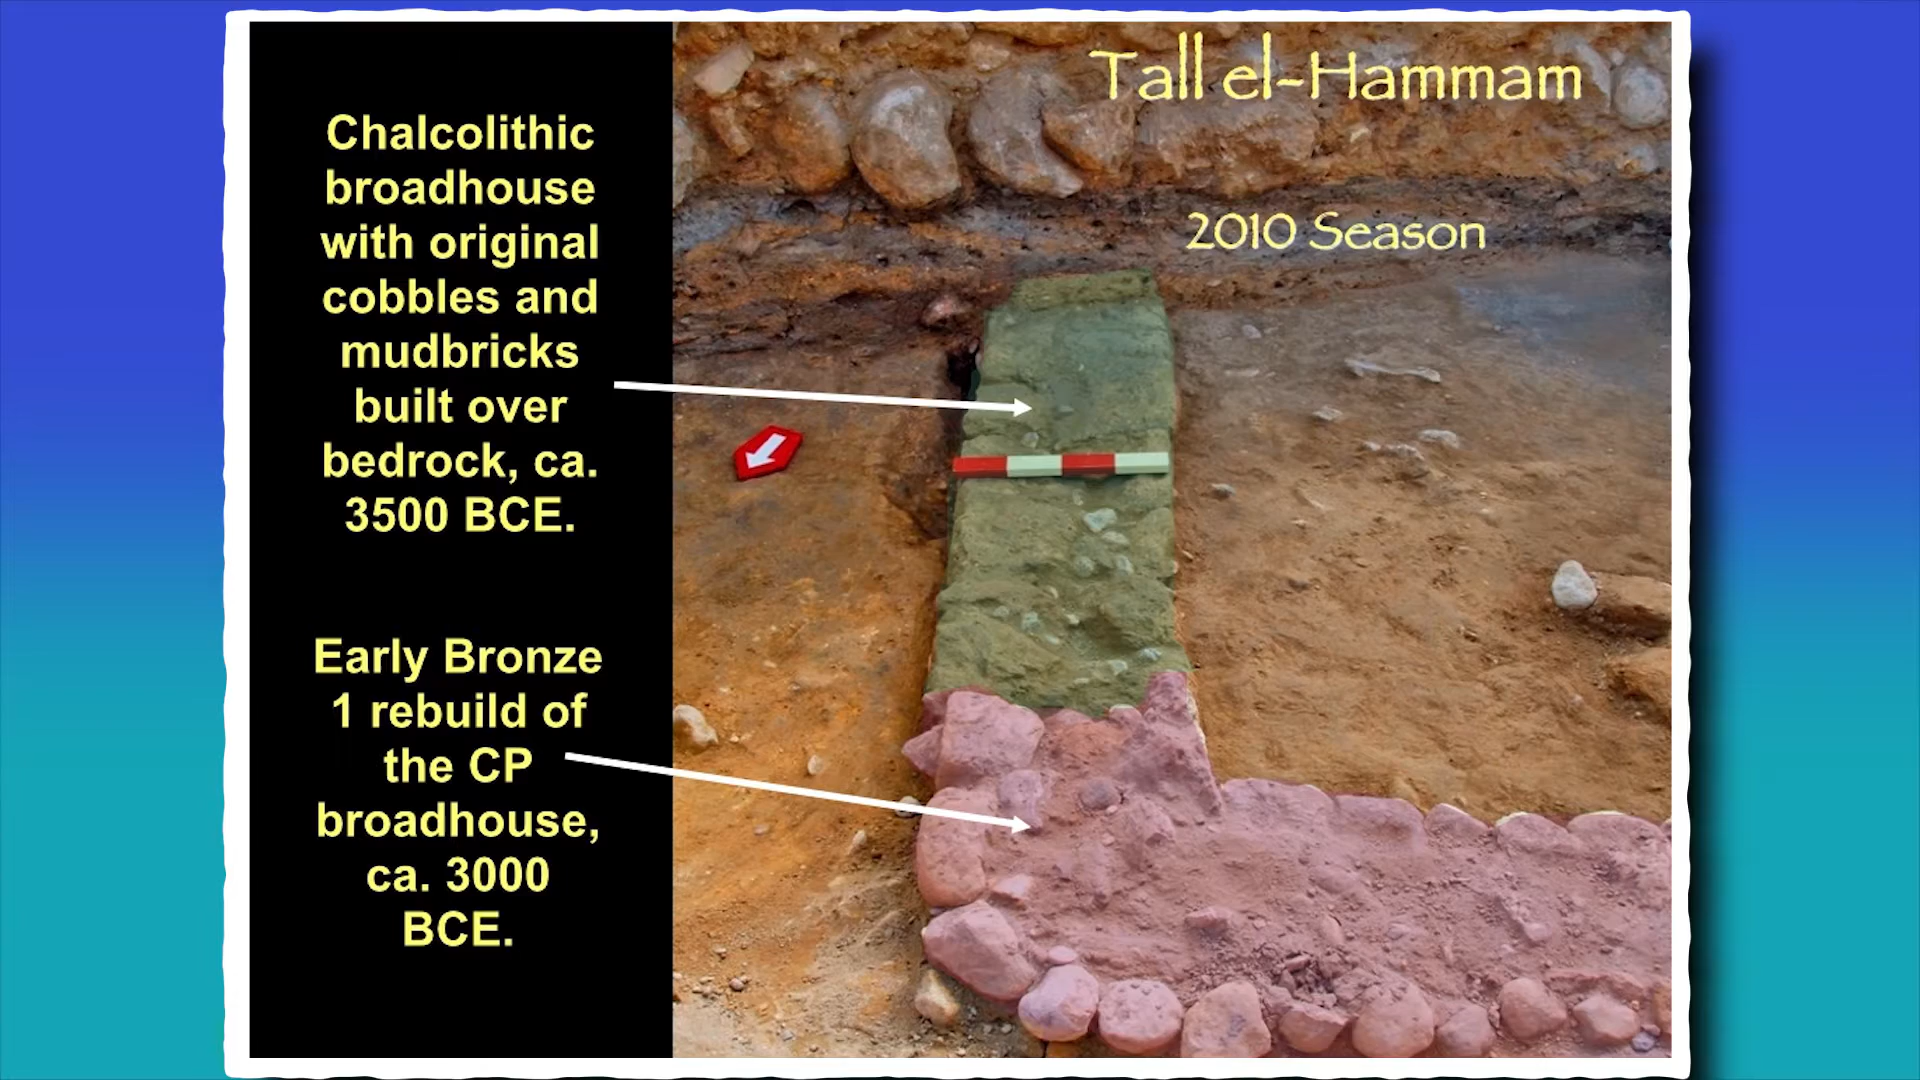 Tall el-Hammam
2010 Season
Chalcolithic
broadhouse
with original
cobbles and
mudbricks
built over
bedrock, ca.
3500 BCE.
Early Bronze
1 rebuild of
the CP
broadhouse,
ca. 3000
BCE.